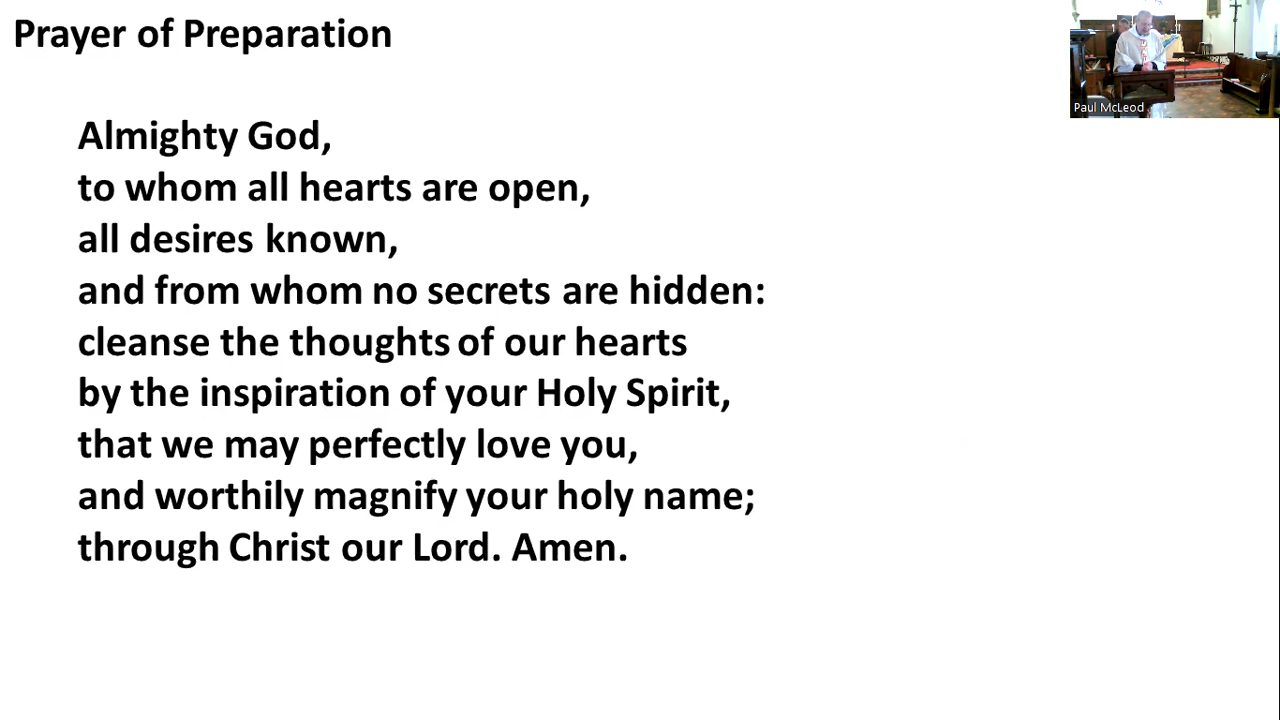 Prayer of Preparation
Paul McLeod
Almighty God,
to whom all hearts are open,
all desires known,
and from whom no secrets are hidden:
cleanse the thoughts of our hearts
by the inspiration of your Holy Spirit,
that we may perfectly love you,
and worthily magnify your holy name;
through Christ our Lord. Amen.